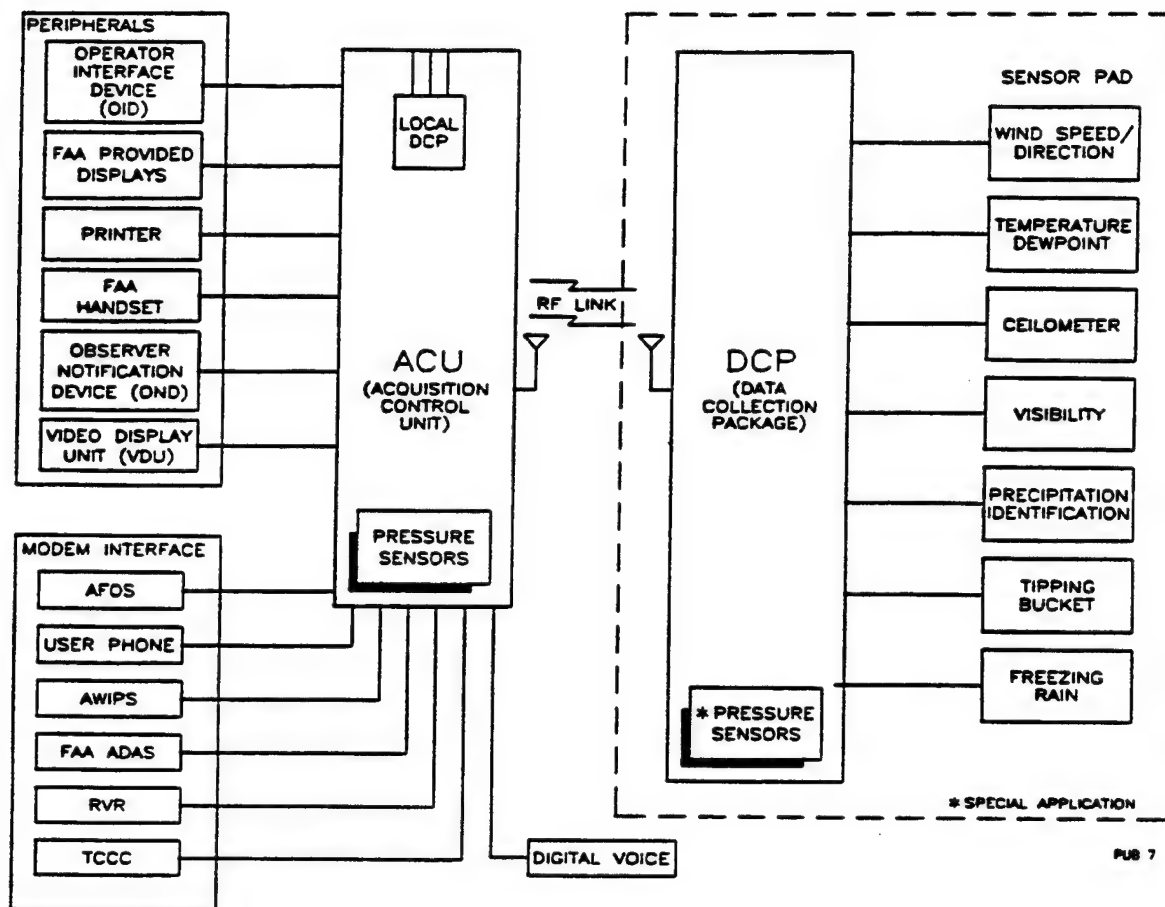 PERIPHERALS
OPERATOR
INTERFACE
DEVICE
(OID)
FAA PROVIDED
DISPLAYS
PRINTER
FAA
HANDSET
OBSERVER
NOTIFICATION
DEVICE (OND)
VIDEO DISPLAY
UNIT (VDU)
MODEM INTERFACE
AFOS
USER PHONE
AWIPS
FAA ADAS
RVR
TCCC
LOCAL
DCP
ACU
(ACQUISITION
CONTROL
UNIT)
PRESSURE
SENSORS
DIGITAL VOICE
RF LINK
DCP
(DATA
COLLECTION
PACKAGE)
* PRESSURE
SENSORS
SENSOR PAD
WIND SPEED/
DIRECTION
TEMPERATURE
DEWPOINT
CEILOMETER
VISIBILITY
PRECIPITATION
IDENTIFICATION
TIPPING
BUCKET
FREEZING
RAIN
* SPECIAL APPLICATION
PUB 7